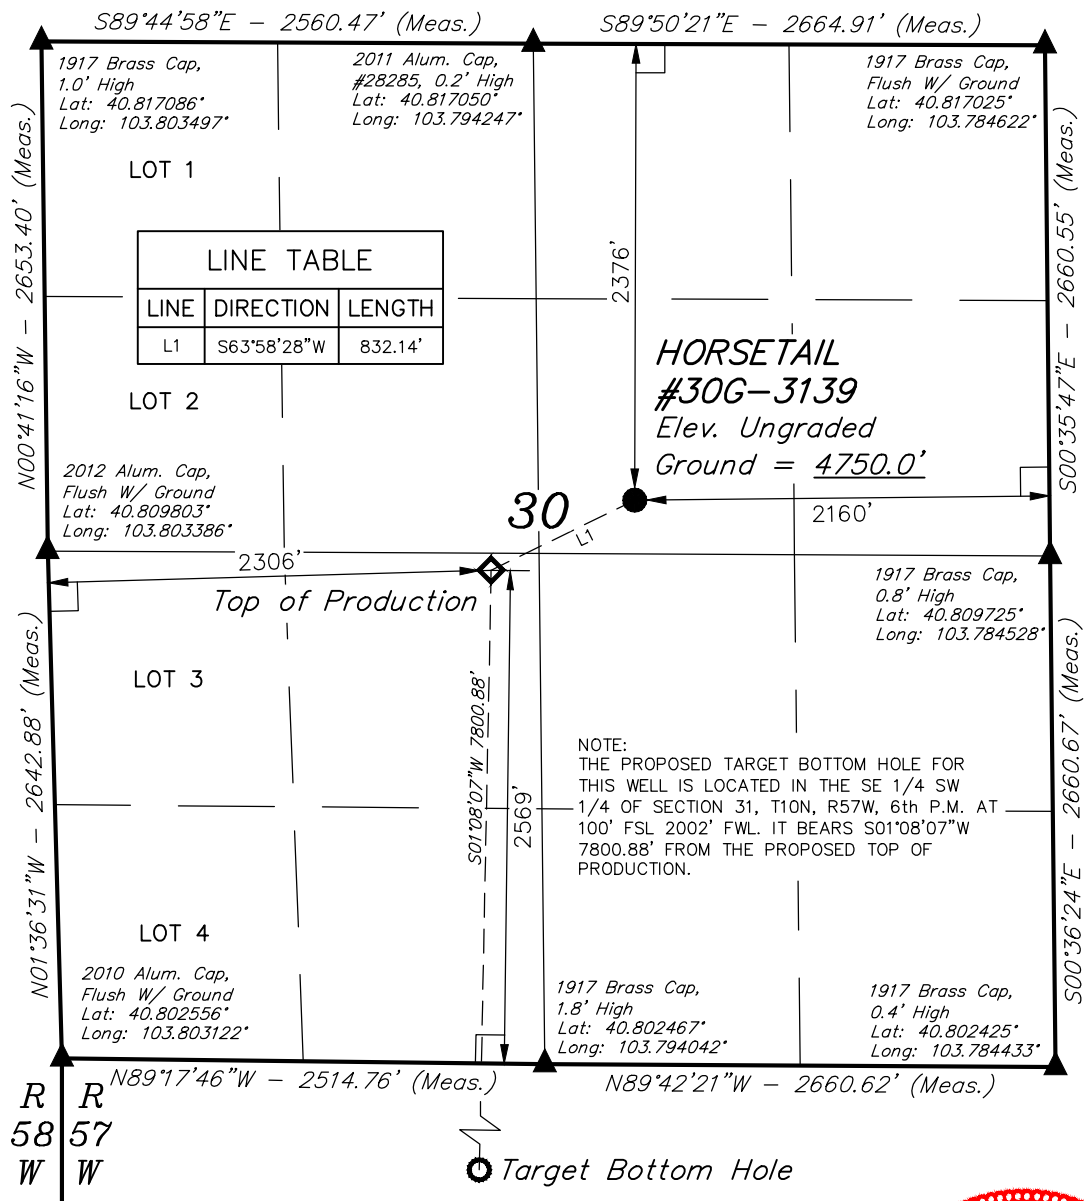 S89°44'58"E - 2560.47' (Meas.)
S89°50'21"E - 2664.91' (Meas.)
1917 Brass Cap,
1.0' High
Lat: 40.817086°
Long: 103.803497°
2011 Alum. Cap,
#28285, 0.2' High
Lat: 40.817050°
Long: 103.794247°
1917 Brass Cap,
Flush W/ Ground
Lat: 40.817025°
Long: 103.784622°
N00°41'16"W - 2653.40' (Meas.)
S00°35'47"E - 2660.55' (Meas.)
LOT 1
LINE TABLE
LINE DIRECTION LENGTH
L1 S63°58'28"W 832.14'
2376'
HORSETAIL
#30G-3139
Elev. Ungraded
Ground = 4750.0'
LOT 2
2012 Alum. Cap,
Flush W/ Ground
Lat: 40.809803°
Long: 103.803386°
30
L1
2160'
2306'
Top of Production
1917 Brass Cap,
0.8' High
Lat: 40.809725°
Long: 103.784528°
N01°36'31"W - 2642.88' (Meas.)
S00°36'24"E - 2660.67' (Meas.)
LOT 3
S01°08'07"W 7800.88'
2569'
NOTE:
THE PROPOSED TARGET BOTTOM HOLE FOR
THIS WELL IS LOCATED IN THE SE 1/4 SW
1/4 OF SECTION 31, T10N, R57W, 6th P.M. AT
100' FSL 2002' FWL. IT BEARS S01°08'07"W
7800.88' FROM THE PROPOSED TOP OF
PRODUCTION.
LOT 4
2010 Alum. Cap,
Flush W/ Ground
Lat: 40.802556°
Long: 103.803122°
1917 Brass Cap,
1.8' High
Lat: 40.802467°
Long: 103.794042°
1917 Brass Cap,
0.4' High
Lat: 40.802425°
Long: 103.784433°
N89°17'46"W - 2514.76' (Meas.)
N89°42'21"W - 2660.62' (Meas.)
R R
58 57
W W
Target Bottom Hole